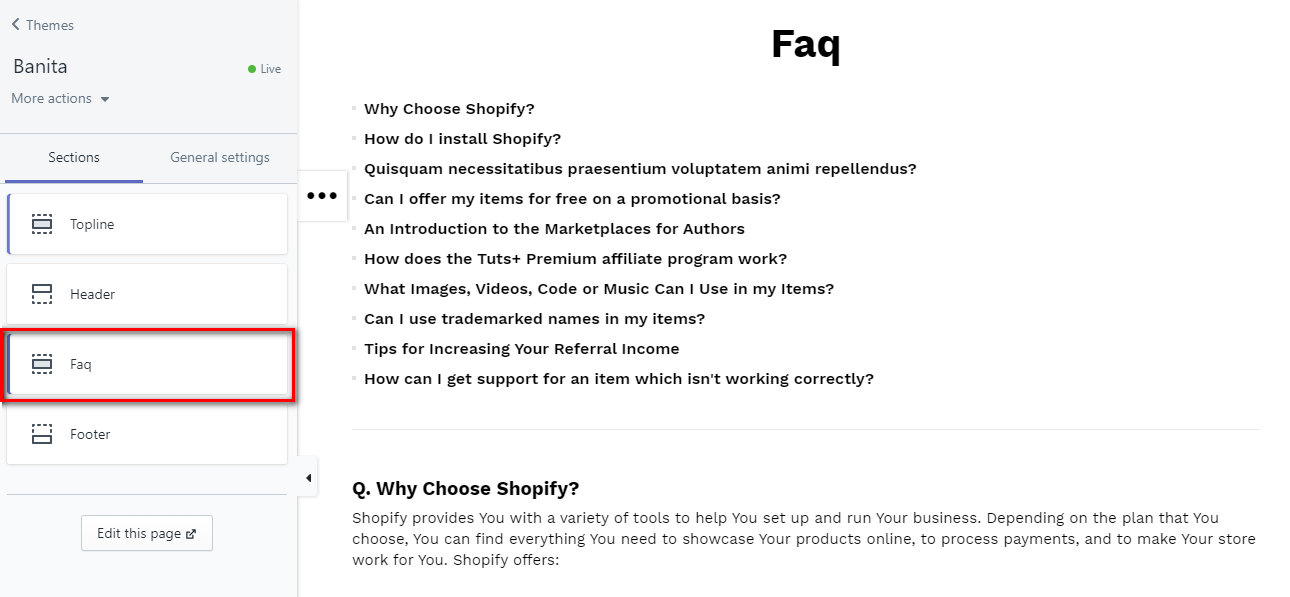 Themes
Banita
Live
More actions
Sections
General settings
Topline
Header
Faq
Footer
Edit this page
Faq
Why Choose Shopify?
How do I install Shopify?
Quisquam necessitatibus praesentium voluptatem animi repellendus?
Can I offer my items for free on a promotional basis?
An Introduction to the Marketplaces for Authors
How does the Tuts+ Premium affiliate program work?
What Images, Videos, Code or Music Can I Use in my Items?
Can I use trademarked names in my items?
Tips for Increasing Your Referral Income
How can I get support for an item which isn't working correctly?
Q. Why Choose Shopify?
Shopify provides You with a variety of tools to help You set up and run Your business. Depending on the plan that You
choose, You can find everything You need to showcase Your products online, to process payments, and to make Your store
work for You. Shopify offers: